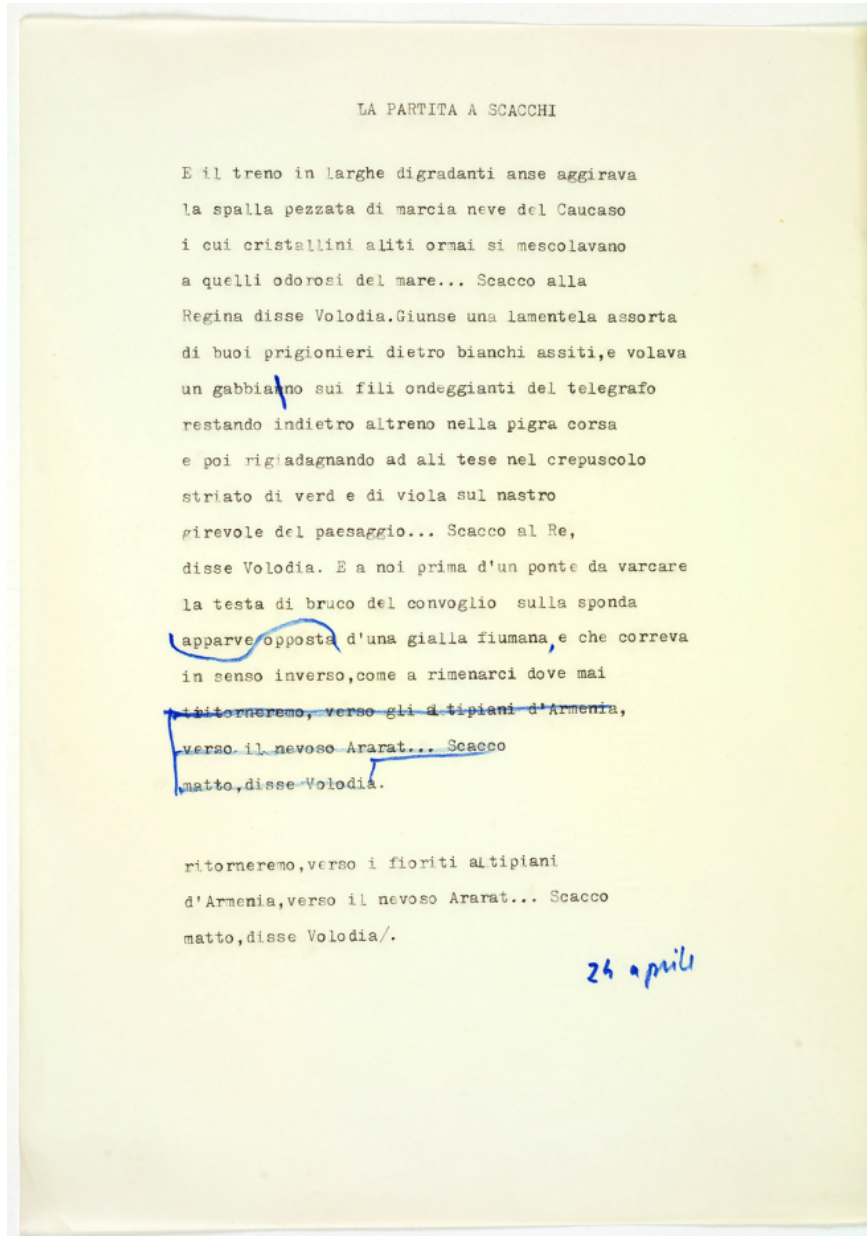 LA PARTITA A SCACCHI
E il treno in larghe digradanti anse aggirava
la spalla pezzata di marcia neve del Caucaso
i cui cristallini aliti ormai si mescolavano
a quelli odorosi del mare... Scacco alla
Regina disse Volodia.Giunse una lamentela assorta
di buoi prigionieri dietro bianchi assiti,e volava
un gabbianno sui fili ondeggianti del telegrafo
restando indietro altreno nella pigra corsa
e poi rigiadagnando ad ali tese nel crepuscolo
striato di verd e di viola sul nastro
girevole del paesaggio... Scacco al Re,
disse Volodia. E a noi prima d'un ponte da varcare
la testa di bruco del convoglio sulla sponda
apparve opposta d'una gialla fiumana, e che correva
in senso inverso,come a rimenarci dove mai
ritorneremo, verso gli altipiani d'Armenia,
verso il nevoso Ararat... Scacco
matto,disse Volodia.
ritorneremo,verso i fioriti altipiani
d'Armenia,verso il nevoso Ararat... Scacco
matto,disse Volodia/.
24 aprile